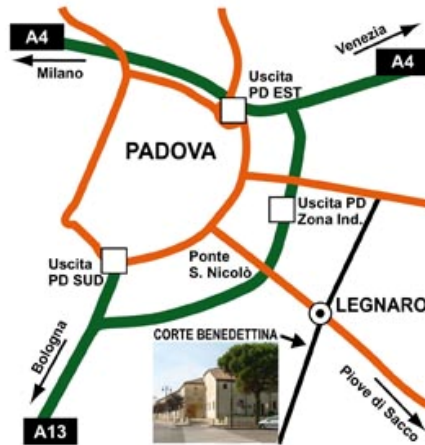 A4
Milano
Venezia
A4
Uscita
PD EST
PADOVA
Uscita PD
Zona Ind.
Uscita
PD SUD
Ponte
S. Nicolò
LEGNARO
CORTE BENEDETTINA
Bologna
Piove di Sacco
A13